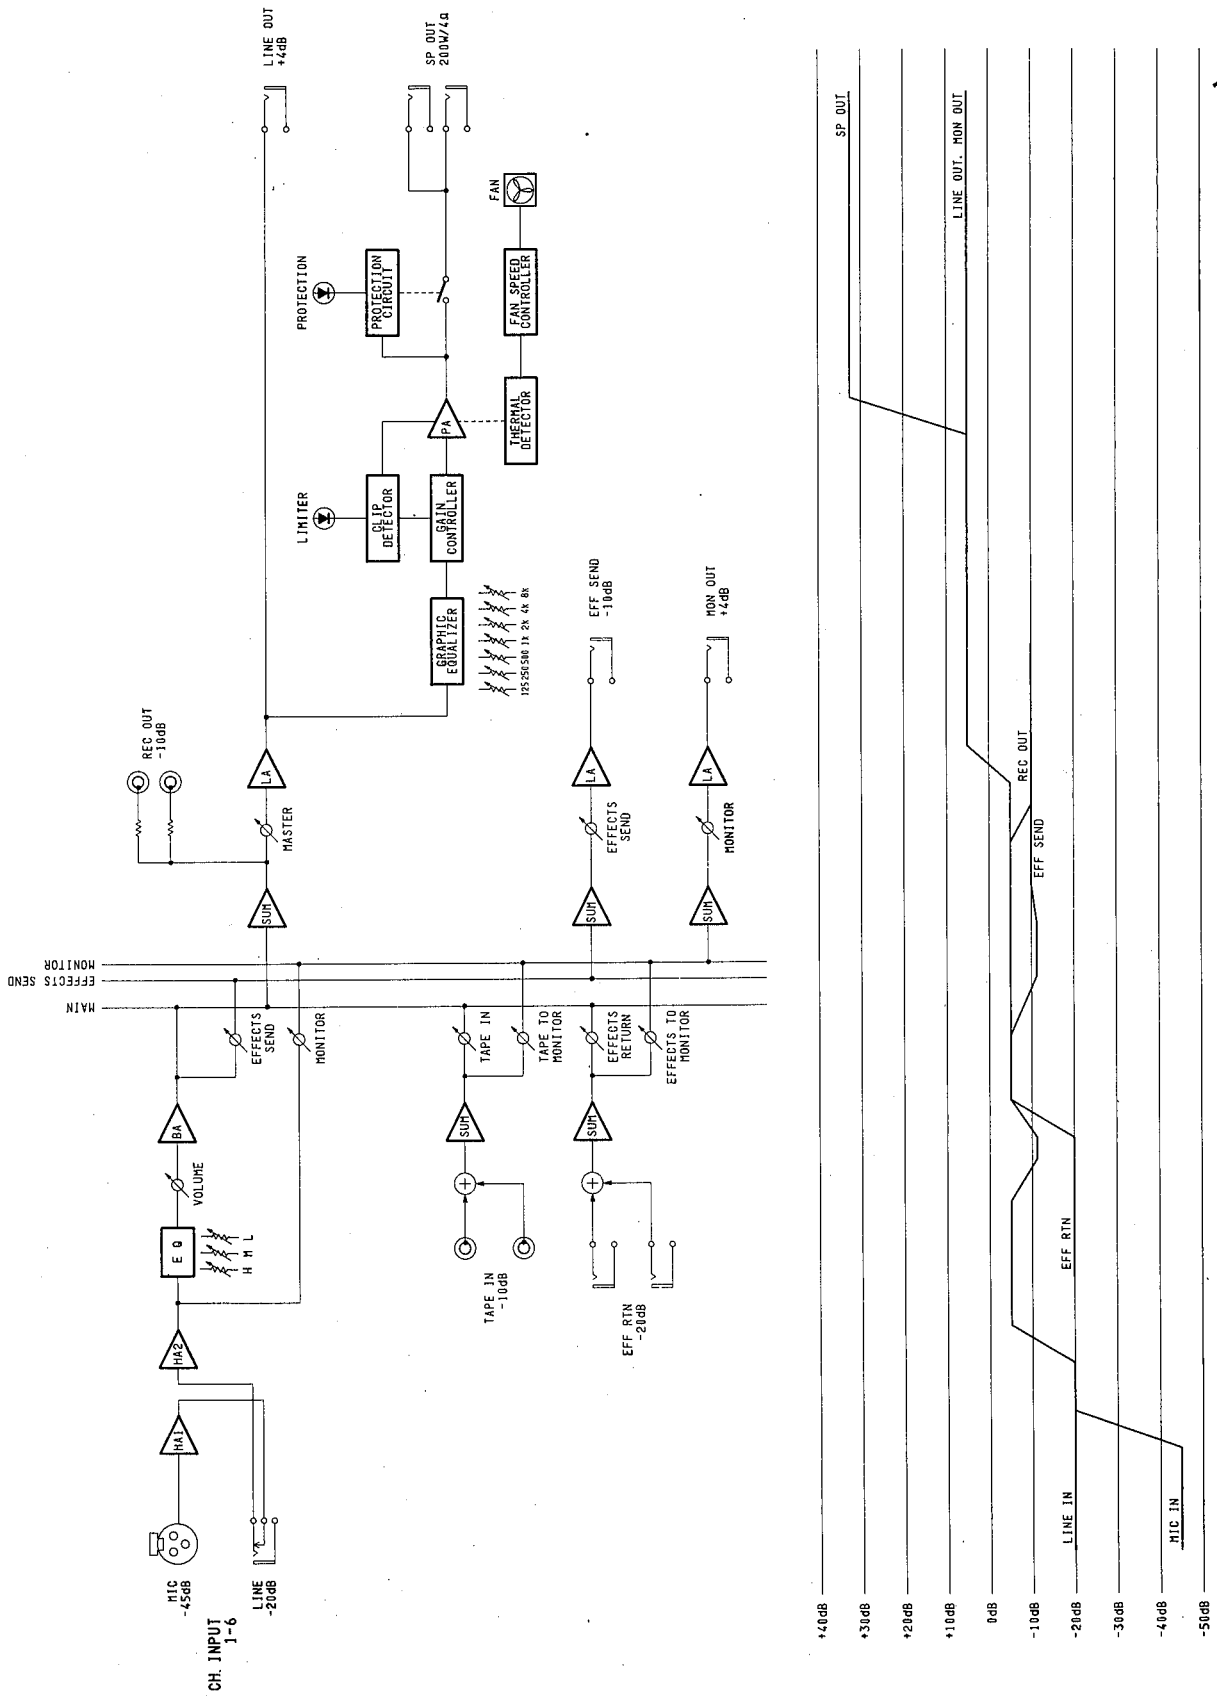 CH. INPUT
1-6
MIC
-45dB
LINE
-20dB
HA1
HA2
E Q
H M L
VOLUME
BA
EFFECTS
SEND
MONITOR
TAPE IN
-10dB
EFF RTN
-20dB
SUM
SUM
TAPE IN
TAPE TO
MONITOR
EFFECTS
RETURN
EFFECTS TO
MONITOR
MAIN
EFFECTS SEND
MONITOR
SUM
MASTER
LA
REC OUT
-10dB
LINE OUT
+4dB
GRAPHIC
EQUALIZER
125 250 500 1k 2k 4k 8k
GAIN
CONTROLLER
CLIP
DETECTOR
LIMITER
PA
THERMAL
DETECTOR
FAN SPEED
CONTROLLER
FAN
PROTECTION
CIRCUIT
PROTECTION
SP OUT
200W/4Ω
SUM
EFFECTS
SEND
LA
EFF SEND
-10dB
SUM
MONITOR
LA
MON OUT
+4dB
+40dB
+30dB
+20dB
+10dB
0dB
-10dB
-20dB
-30dB
-40dB
-50dB
LINE IN
MIC IN
EFF RTN
EFF SEND
REC OUT
LINE OUT, MON OUT
SP OUT